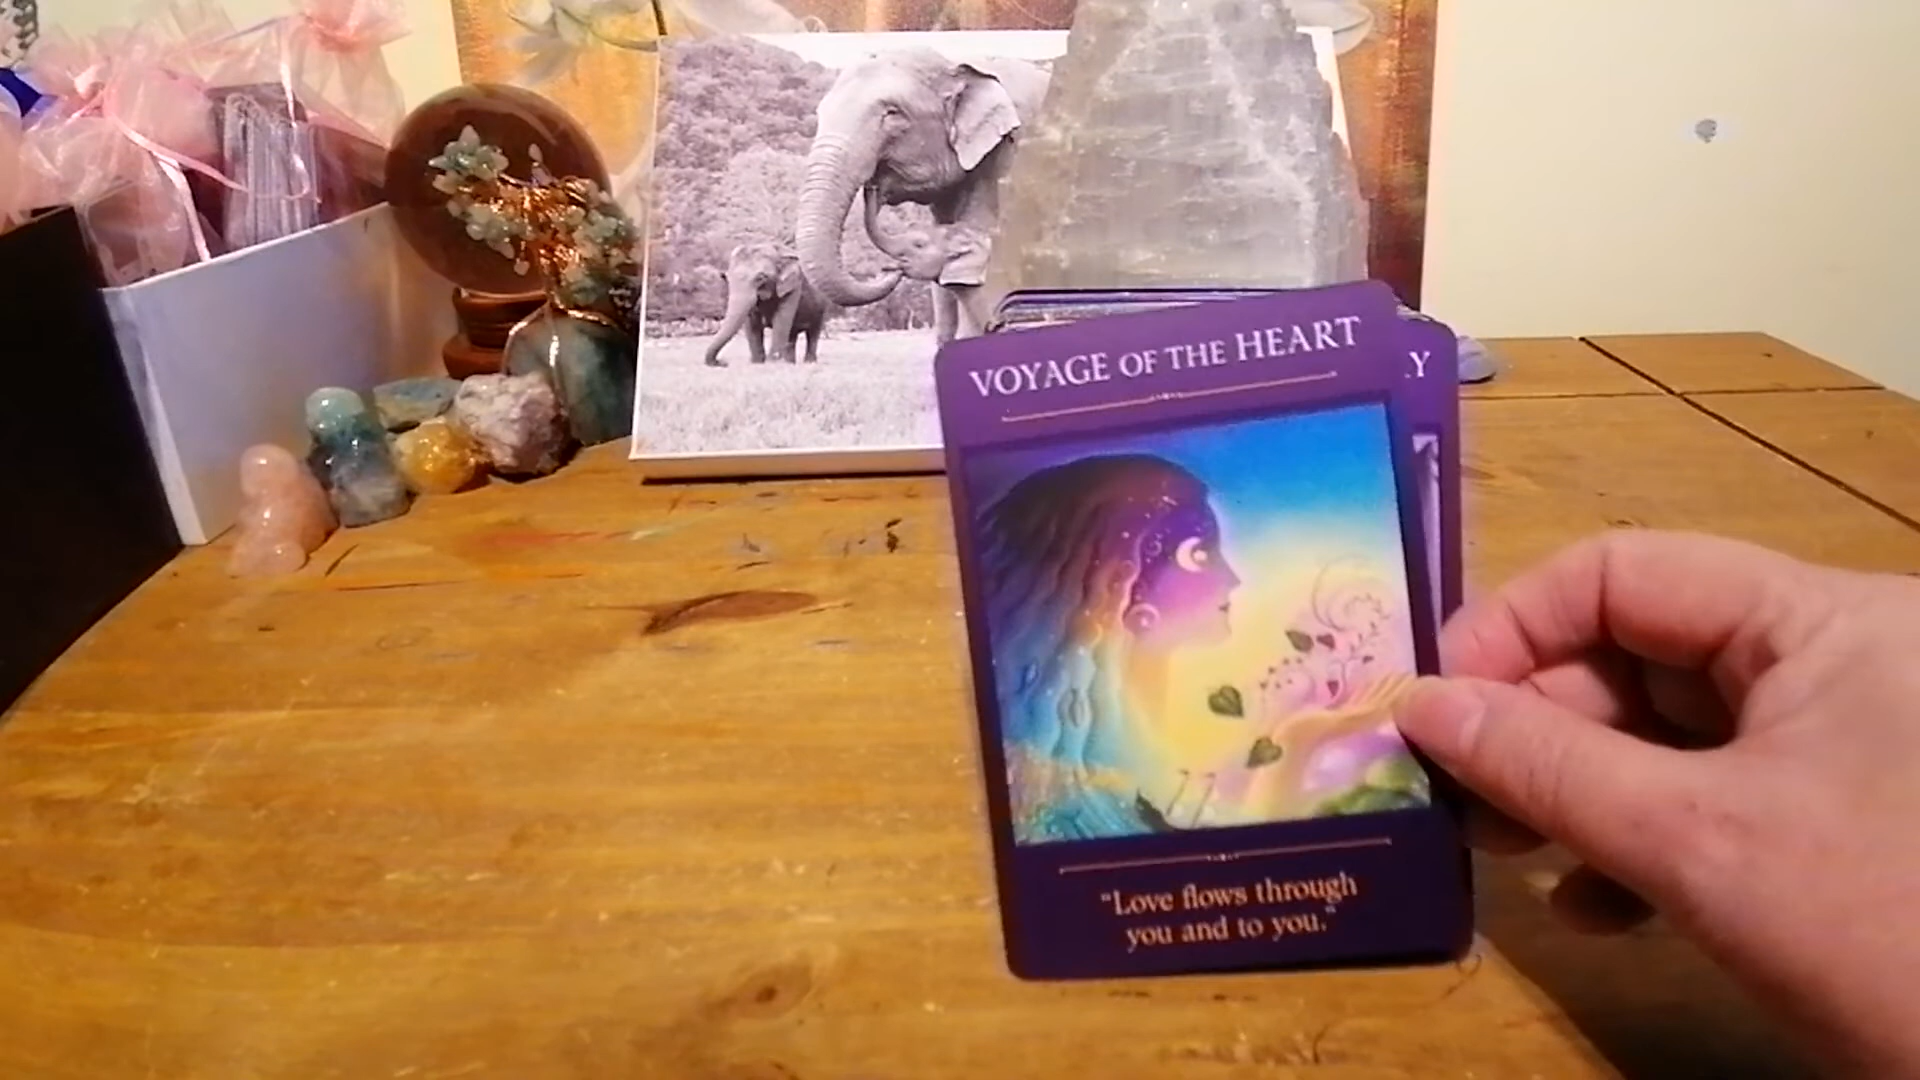 VOYAGE OF THE HEART
Y
"Love flows through
you and to you."